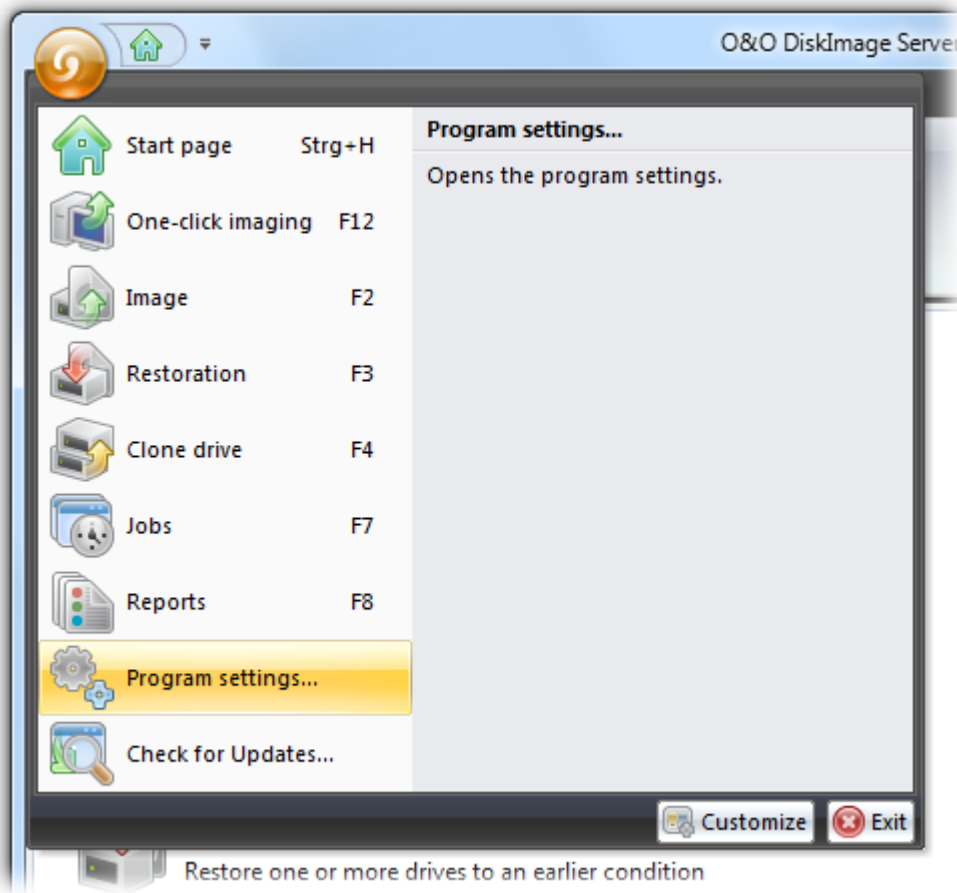 O&O DiskImage Serve
Start page Strg+H
One-click imaging F12
Image F2
Restoration F3
Clone drive F4
Jobs F7
Reports F8
Program settings...
Check for Updates...
Program settings...
Opens the program settings.
Customize Exit
Restore one or more drives to an earlier condition